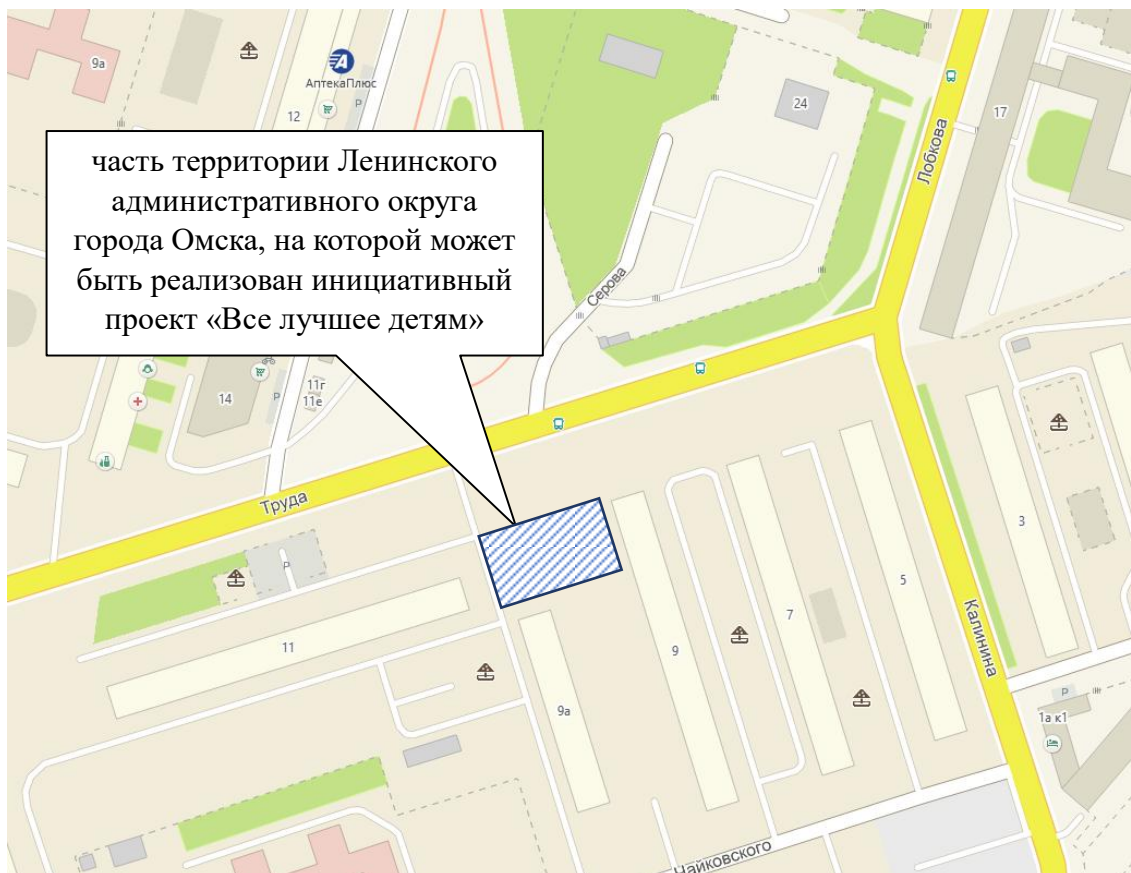 9а
АптекаПлюс
12
P
24
17
Лобкова
часть территории Ленинского
административного округа
города Омска, на которой может
быть реализован инициативный
проект «Все лучшее детям»
Серова
14
P
11г
11е
Труда
P
11
9
9а
7
5
3
Калинина
P
1а к1
Чайковского